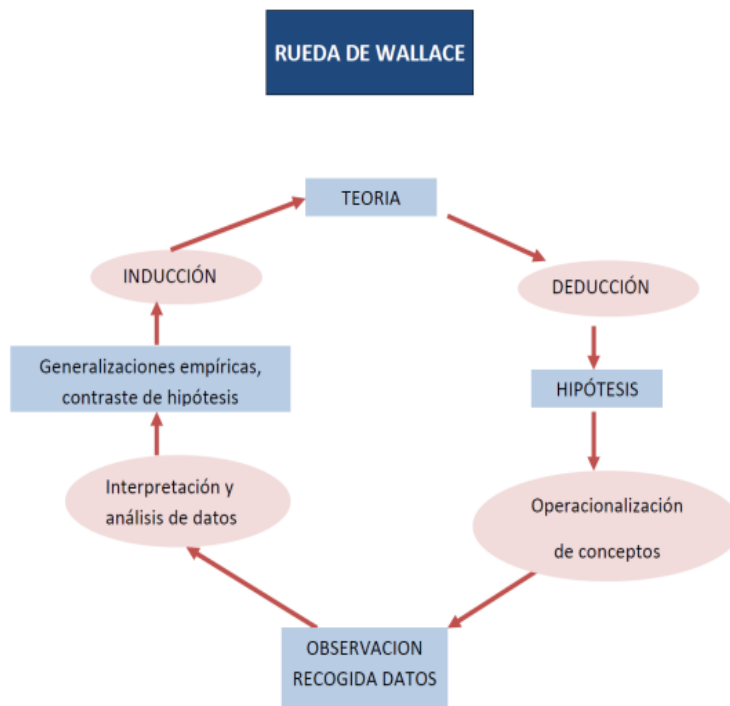 RUEDA DE WALLACE
TEORIA
INDUCCIÓN
DEDUCCIÓN
Generalizaciones empíricas,
contraste de hipótesis
HIPÓTESIS
Interpretación y
análisis de datos
Operacionalización
de conceptos
OBSERVACION
RECOGIDA DATOS